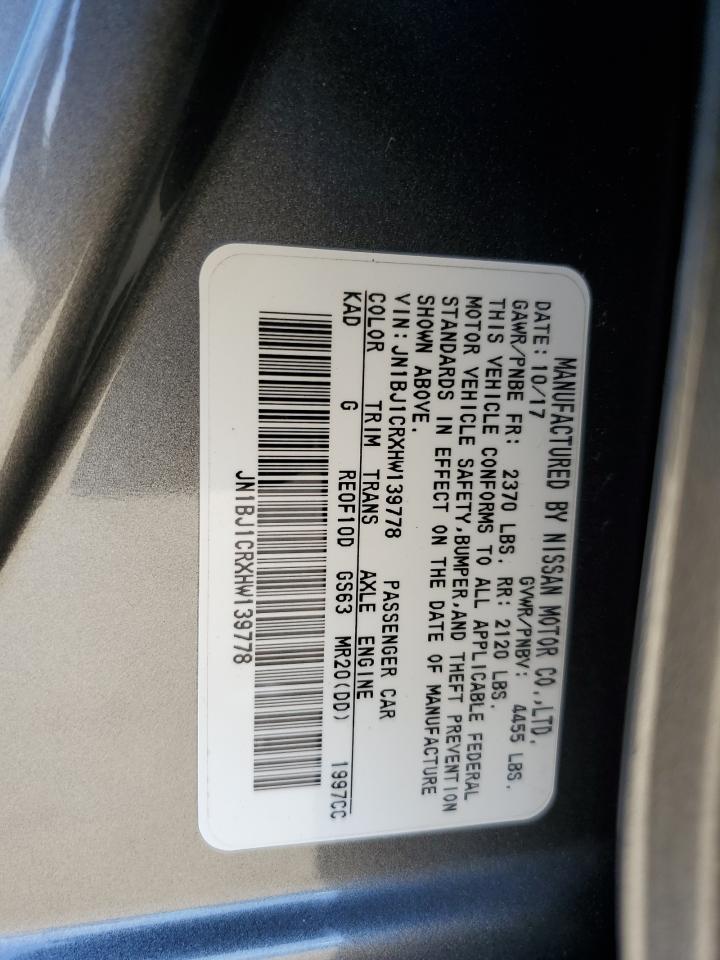 MANUFACTURED BY NISSAN MOTOR CO.,LTD.
DATE: 10/17 GVWR/PNBV: 4455 LBS.
GAWR/PNBE FR: 2370 LBS. RR: 2120 LBS.
THIS VEHICLE CONFORMS TO ALL APPLICABLE FEDERAL
MOTOR VEHICLE SAFETY,BUMPER,AND THEFT PREVENTION
STANDARDS IN EFFECT ON THE DATE OF MANUFACTURE
SHOWN ABOVE.
VIN: JN1BJ1CRXHW139778 PASSENGER CAR
COLOR TRIM TRANS AXLE ENGINE
KAD G RE0F10D GS63 MR20(DD) 1997CC
JN1BJ1CRXHW139778